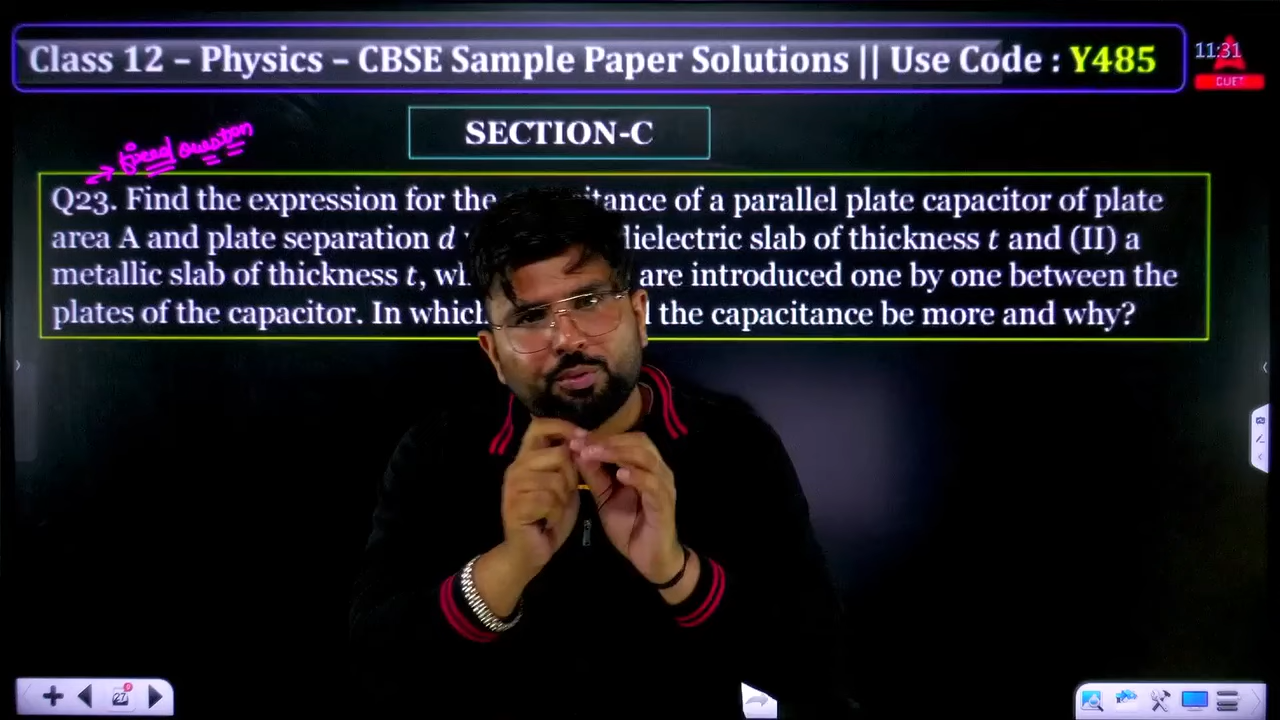 Class 12 – Physics – CBSE Sample Paper Solutions || Use Code : Y485
11:31
CUET
SECTION-C
fixed question
Q23. Find the expression for the tance of a parallel plate capacitor of plate
area A and plate separation d dielectric slab of thickness t and (II) a
metallic slab of thickness t, are introduced one by one between the
plates of the capacitor. In which the capacitance be more and why?
27